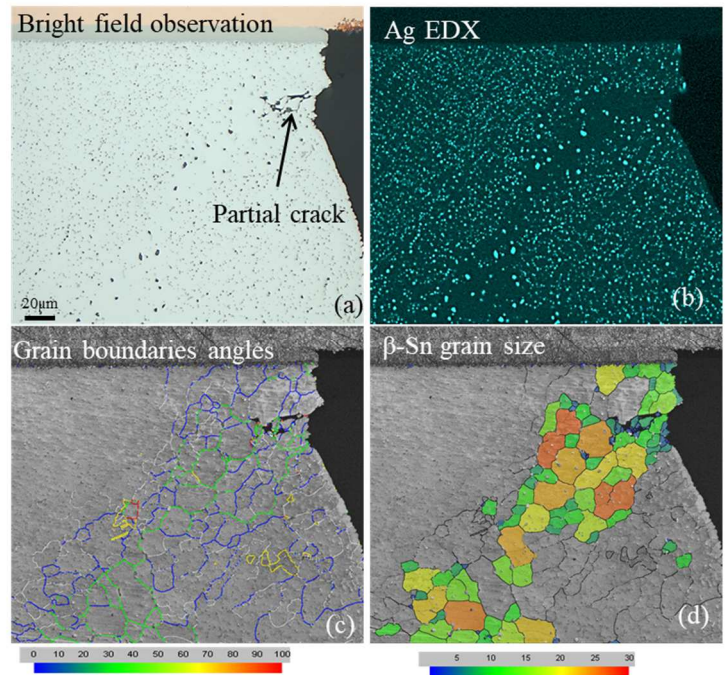 Bright field observation
Partial crack
20μm
(a)
Ag EDX
(b)
Grain boundaries angles
(c)
0 10 20 30 40 50 60 70 80 90 100
β-Sn grain size
(d)
5 10 15 20 25 30